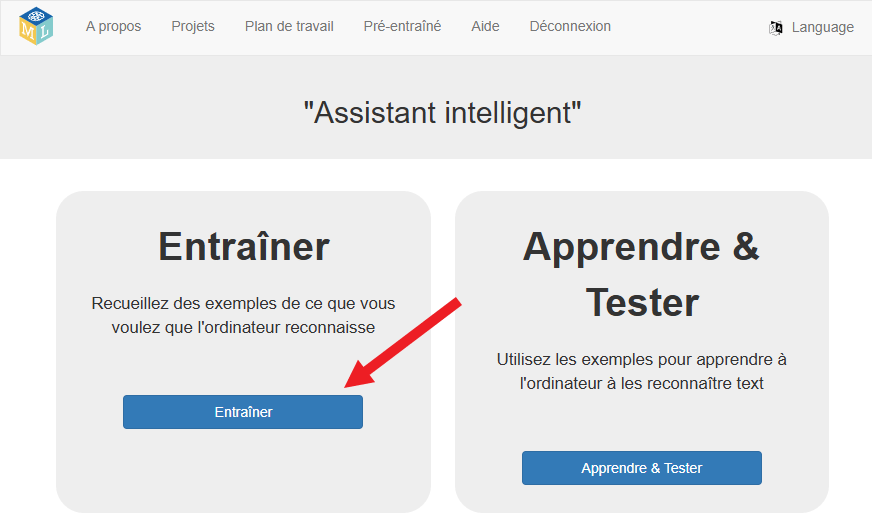 M L
A propos Projets Plan de travail Pré-entraîné Aide Déconnexion Language
"Assistant intelligent"
Entraîner
Recueillez des exemples de ce que vous
voulez que l'ordinateur reconnaisse
Entraîner
Apprendre &
Tester
Utilisez les exemples pour apprendre à
l'ordinateur à les reconnaître text
Apprendre & Tester